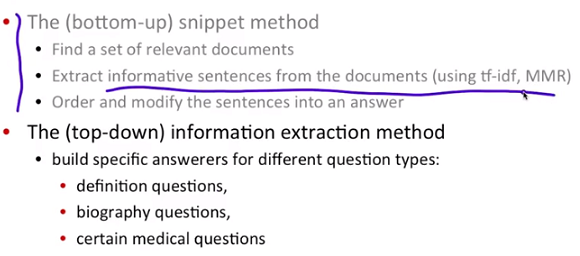 The (bottom-up) snippet method
Find a set of relevant documents
Extract informative sentences from the documents (using tf-idf, MMR)
Order and modify the sentences into an answer
The (top-down) information extraction method
build specific answerers for different question types:
definition questions,
biography questions,
certain medical questions